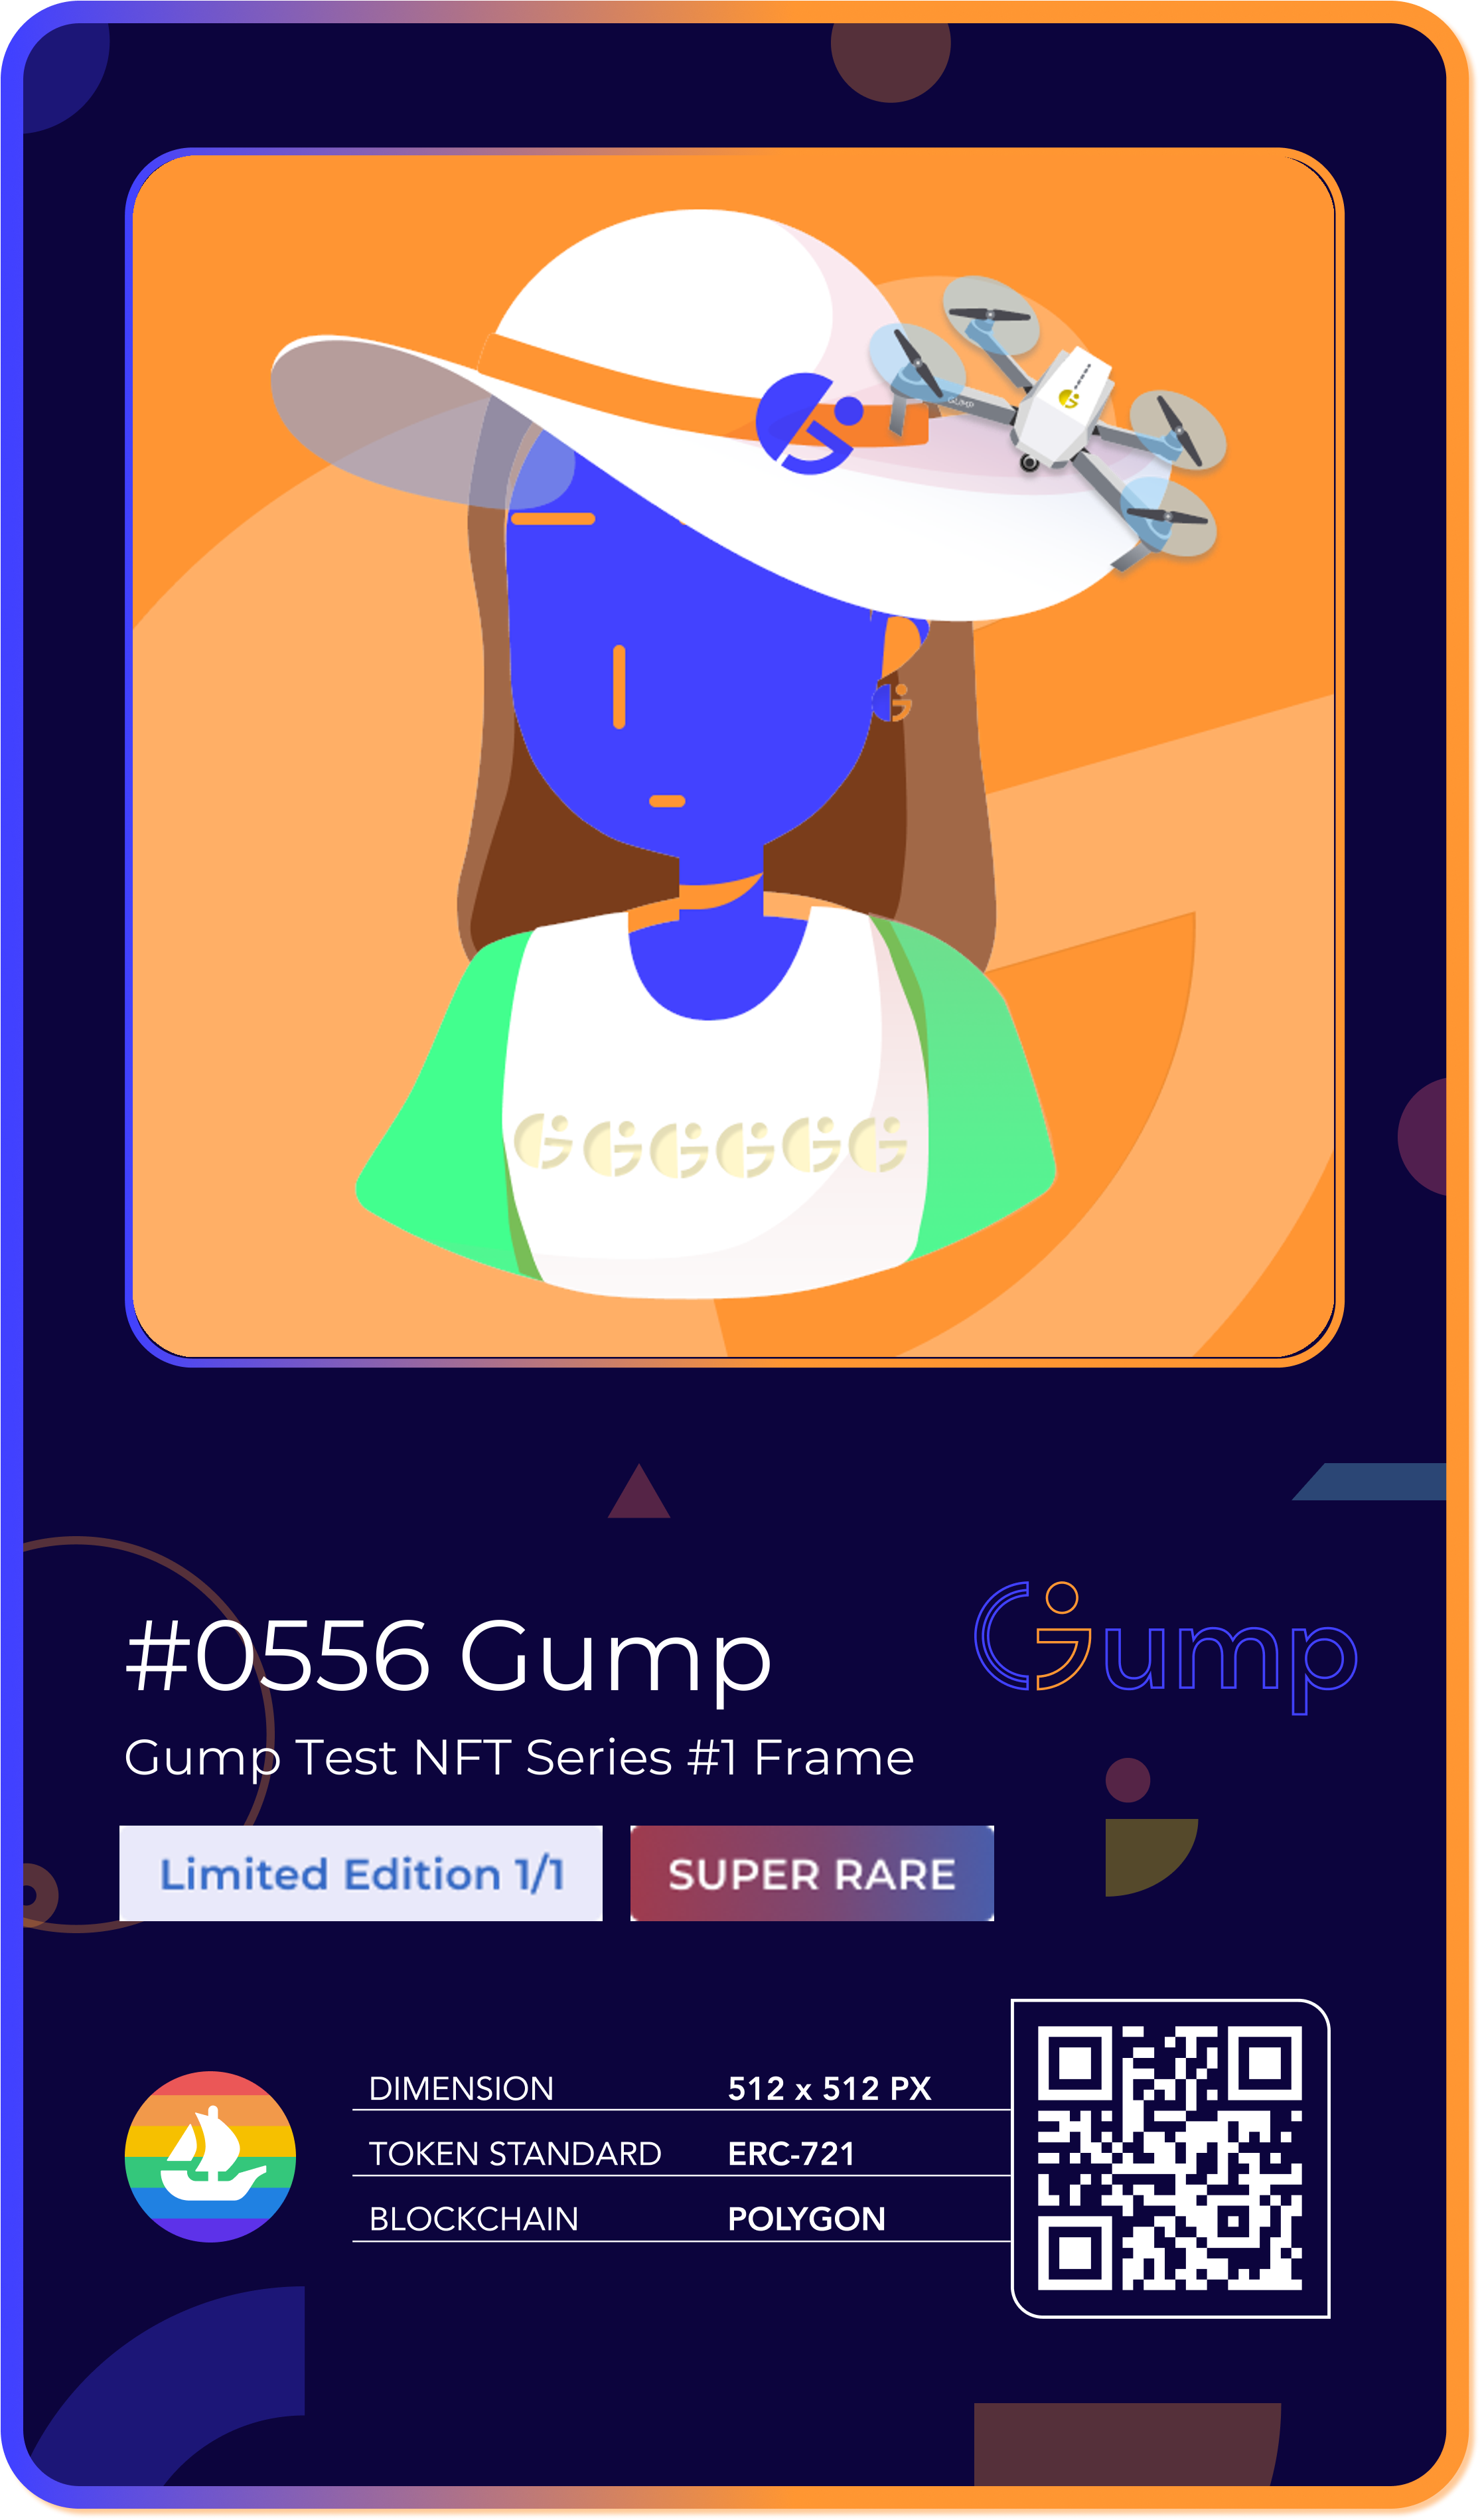 GUMP
#0556 Gump
Gump
Gump Test NFT Series #1 Frame
Limited Edition 1/1
SUPER RARE
DIMENSION 512 x 512 PX
TOKEN STANDARD ERC-721
BLOCKCHAIN POLYGON